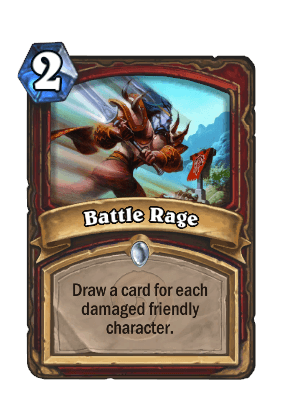 2
Battle Rage
Draw a card for each
damaged friendly
character.